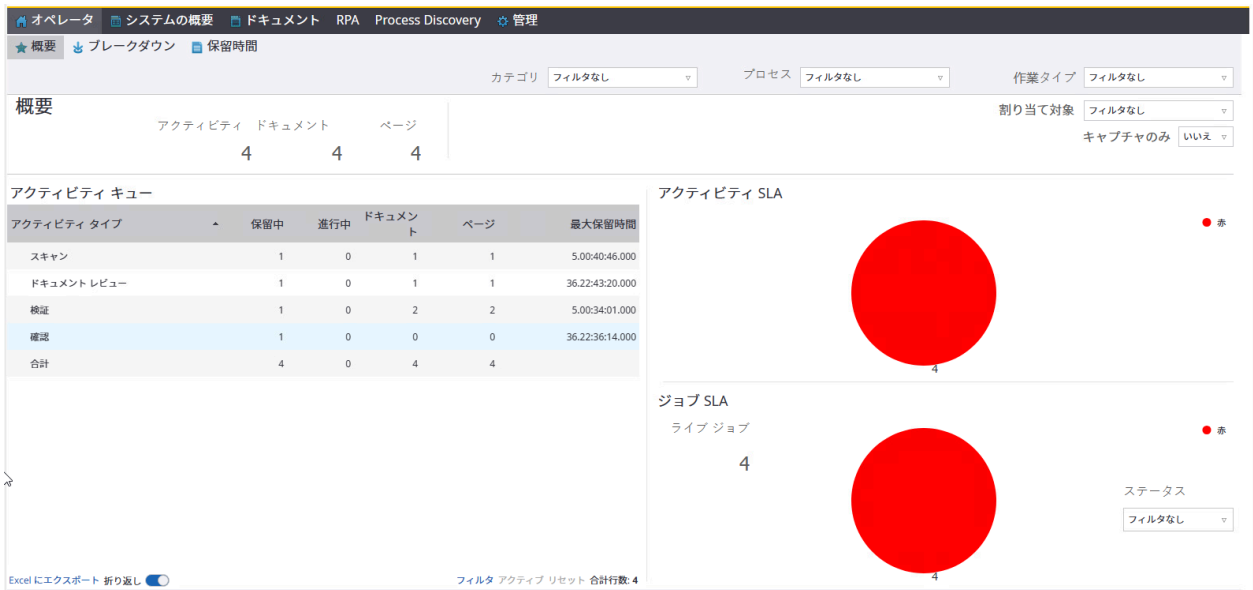 オペレータ システムの概要 ドキュメント RPA Process Discovery 管理
概要 ブレークダウン 保留時間
カテゴリ フィルタなし プロセス フィルタなし 作業タイプ フィルタなし
概要
割り当て対象 フィルタなし
アクティビティ ドキュメント ページ
キャプチャのみ いいえ
4 4 4
アクティビティ キュー
アクティビティ タイプ 保留中 進行中 ドキュメン
ト ページ 最大保留時間
スキャン 1 0 1 1 5.00:40:46.000
ドキュメント レビュー 1 0 1 1 36.22:43:20.000
検証 1 0 2 2 5.00:34:01.000
確認 1 0 0 0 36.22:36:14.000
合計 4 0 4 4
Excel にエクスポート 折り返し フィルタ アクティブ リセット 合計行数: 4
アクティビティ SLA
赤
4
ジョブ SLA
ライブ ジョブ
4
赤
ステータス
フィルタなし
4